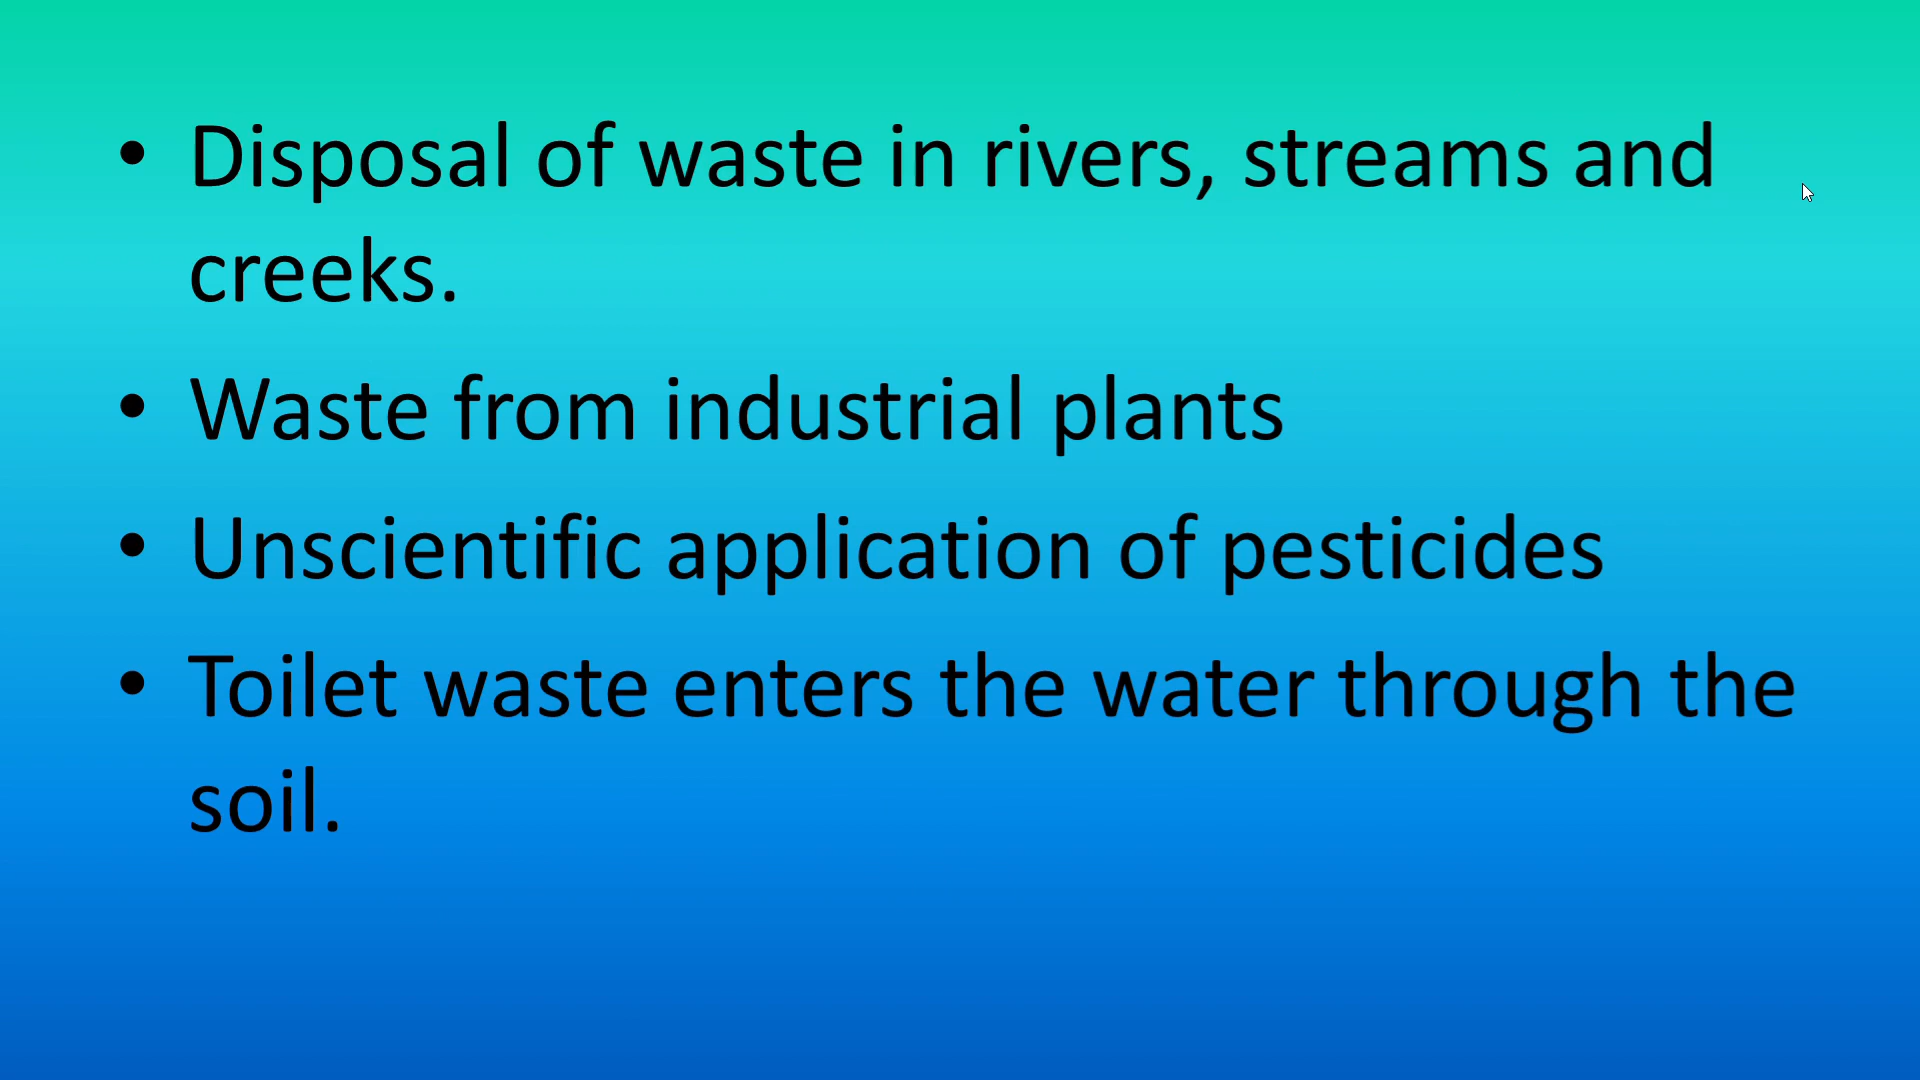 • Disposal of waste in rivers, streams and
creeks.
• Waste from industrial plants
• Unscientific application of pesticides
• Toilet waste enters the water through the
soil.